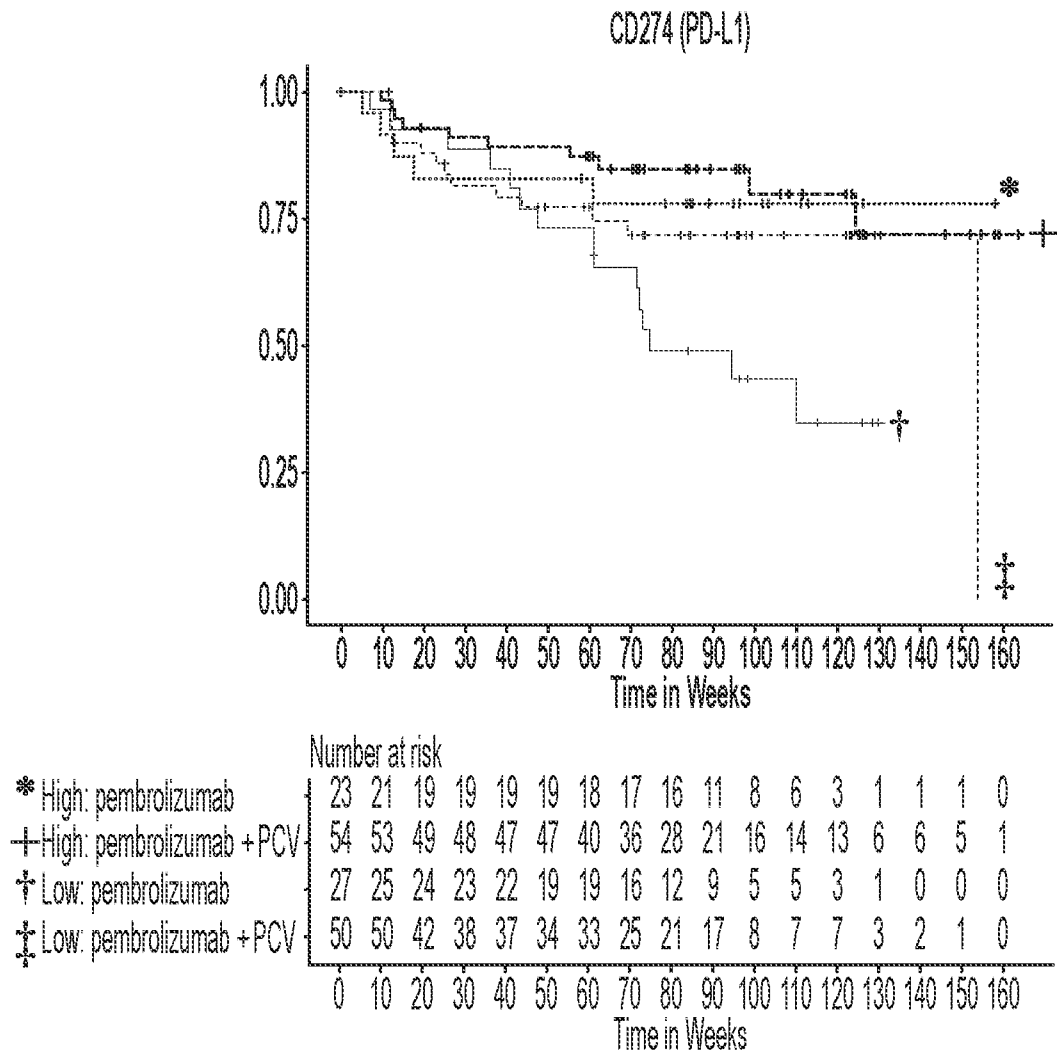 CD274 (PD-L1)
1.00
0.75
0.50
0.25
0.00
*
+
†
‡
0 10 20 30 40 50 60 70 80 90 100 110 120 130 140 150 160
Time in Weeks
Number at risk
* High: pembrolizumab 23 21 19 19 19 19 18 17 16 11 8 6 3 1 1 1 0
+ High: pembrolizumab + PCV 54 53 49 48 47 47 40 36 28 21 16 14 13 6 6 5 1
† Low: pembrolizumab 27 25 24 23 22 19 19 16 12 9 5 5 3 1 0 0 0
‡ Low: pembrolizumab + PCV 50 50 42 38 37 34 33 25 21 17 8 7 7 3 2 1 0
0 10 20 30 40 50 60 70 80 90 100 110 120 130 140 150 160
Time in Weeks